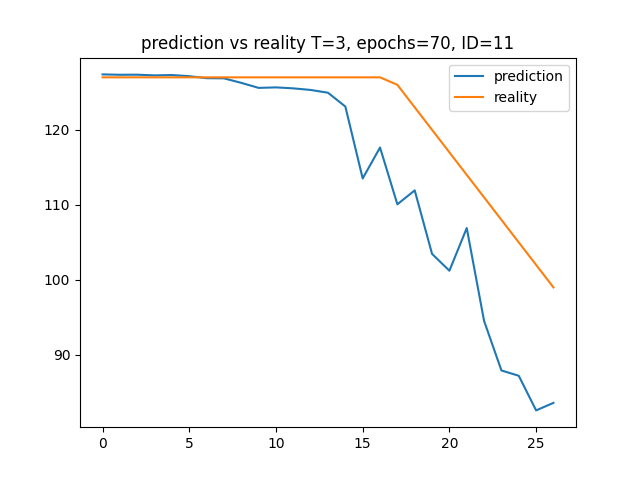 prediction vs reality T=3, epochs=70, ID=11
prediction
reality
120
110
100
90
0 5 10 15 20 25